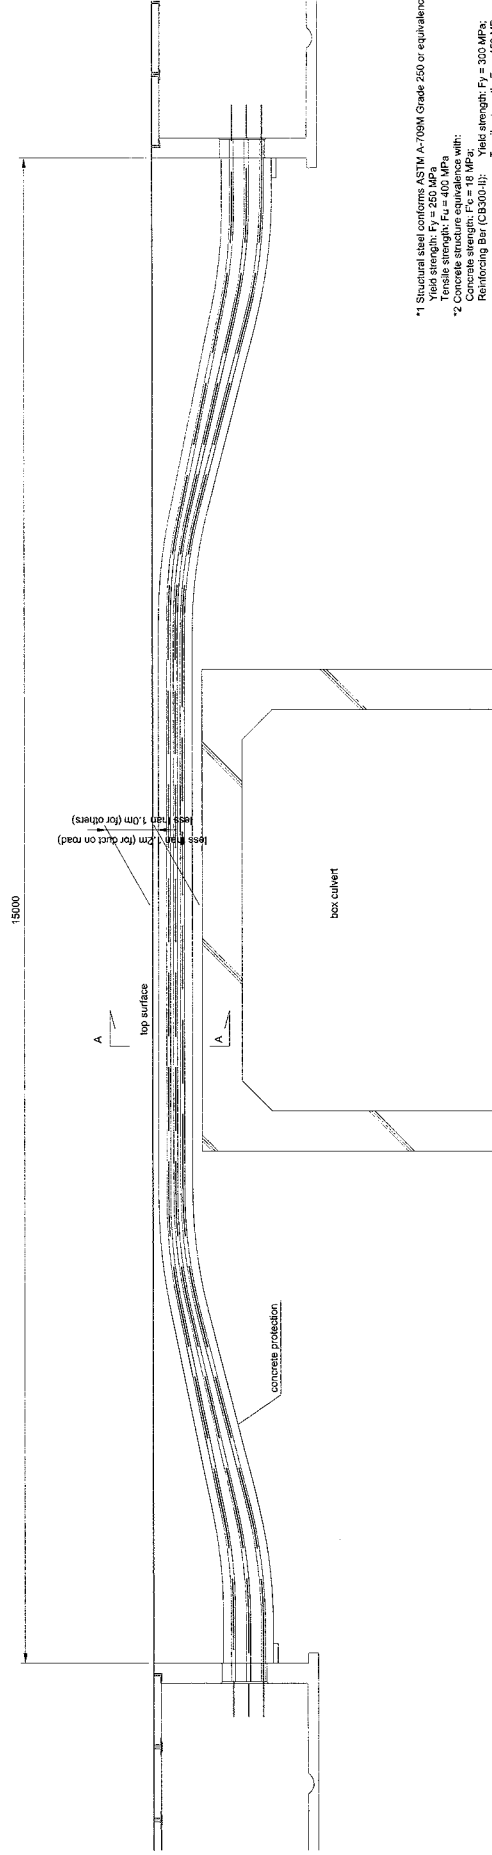 15000
less than 1.0m (for others)
less than 1.2m (for duct on road)
A
top surface
A
box culvert
concrete protection
*1 Structural steel conforms ASTM A-709M Grade 250 or equivalenc
Yield strength: Fy = 250 MPa
Tensile strength: Fu = 400 MPa
*2 Concrete structure equivalence with:
Concrete strength: F'c = 18 MPa;
Reinforcing Bar (CB300-II): Yield strength: Fy = 300 MPa;